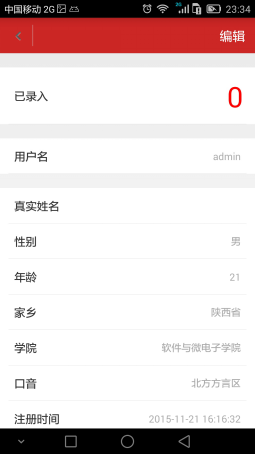 中国移动 2G 23:34
编辑
已录入 0
用户名 admin
真实姓名
性别 男
年龄 21
家乡 陕西省
学院 软件与微电子学院
口音 北方方言区
注册时间 2015-11-21 16:16:32